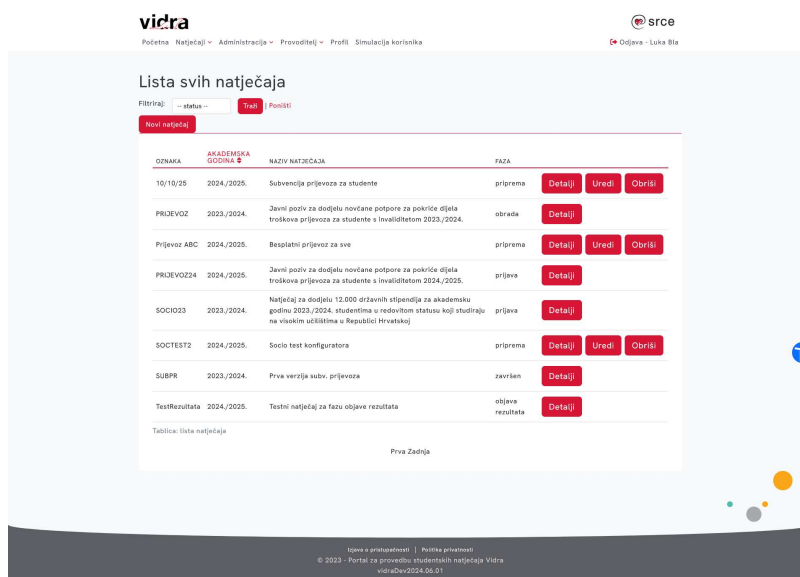 vidra
srce
Početna Natječaji Administracija Provoditelj Profil Simulacija korisnika
Odjava - Luka Bla
Lista svih natječaja
Filtriraj: -- status -- Traži | Poništi
Novi natječaj
OZNAKA AKADEMSKA GODINA NAZIV NATJEČAJA FAZA
10/10/25 2024./2025. Subvencija prijevoza za studente priprema Detalji Uredi Obriši
Javni poziv za dodjelu novčane potpore za pokriće dijela
PRIJEVOZ 2023./2024. troškova prijevoza za studente s invaliditetom 2023./2024. obrada Detalji
Prijevoz ABC 2024./2025. Besplatni prijevoz za sve priprema Detalji Uredi Obriši
Javni poziv za dodjelu novčane potpore za pokriće dijela
PRIJEVOZ24 2024./2025. troškova prijevoza za studente s invaliditetom 2024./2025. prijava Detalji
Natječaj za dodjelu 12.000 državnih stipendija za akademsku
SOCIO23 2023./2024. godinu 2023./2024. studentima u redovitom statusu koji studiraju prijava Detalji
na visokim učilištima u Republici Hrvatskoj
SOCTEST2 2024./2025. Socio test konfiguratora priprema Detalji Uredi Obriši
SUBPR 2023./2024. Prva verzija subv. prijevoza završen Detalji
TestRezultata 2024./2025. Testni natječaj za fazu objave rezultata objava rezultata Detalji
Tablica: lista natječaja
Prva Zadnja
Izjava o pristupačnosti | Politika privatnosti
© 2023 - Portal za provedbu studentskih natječaja Vidra
vidraDev2024.06.01